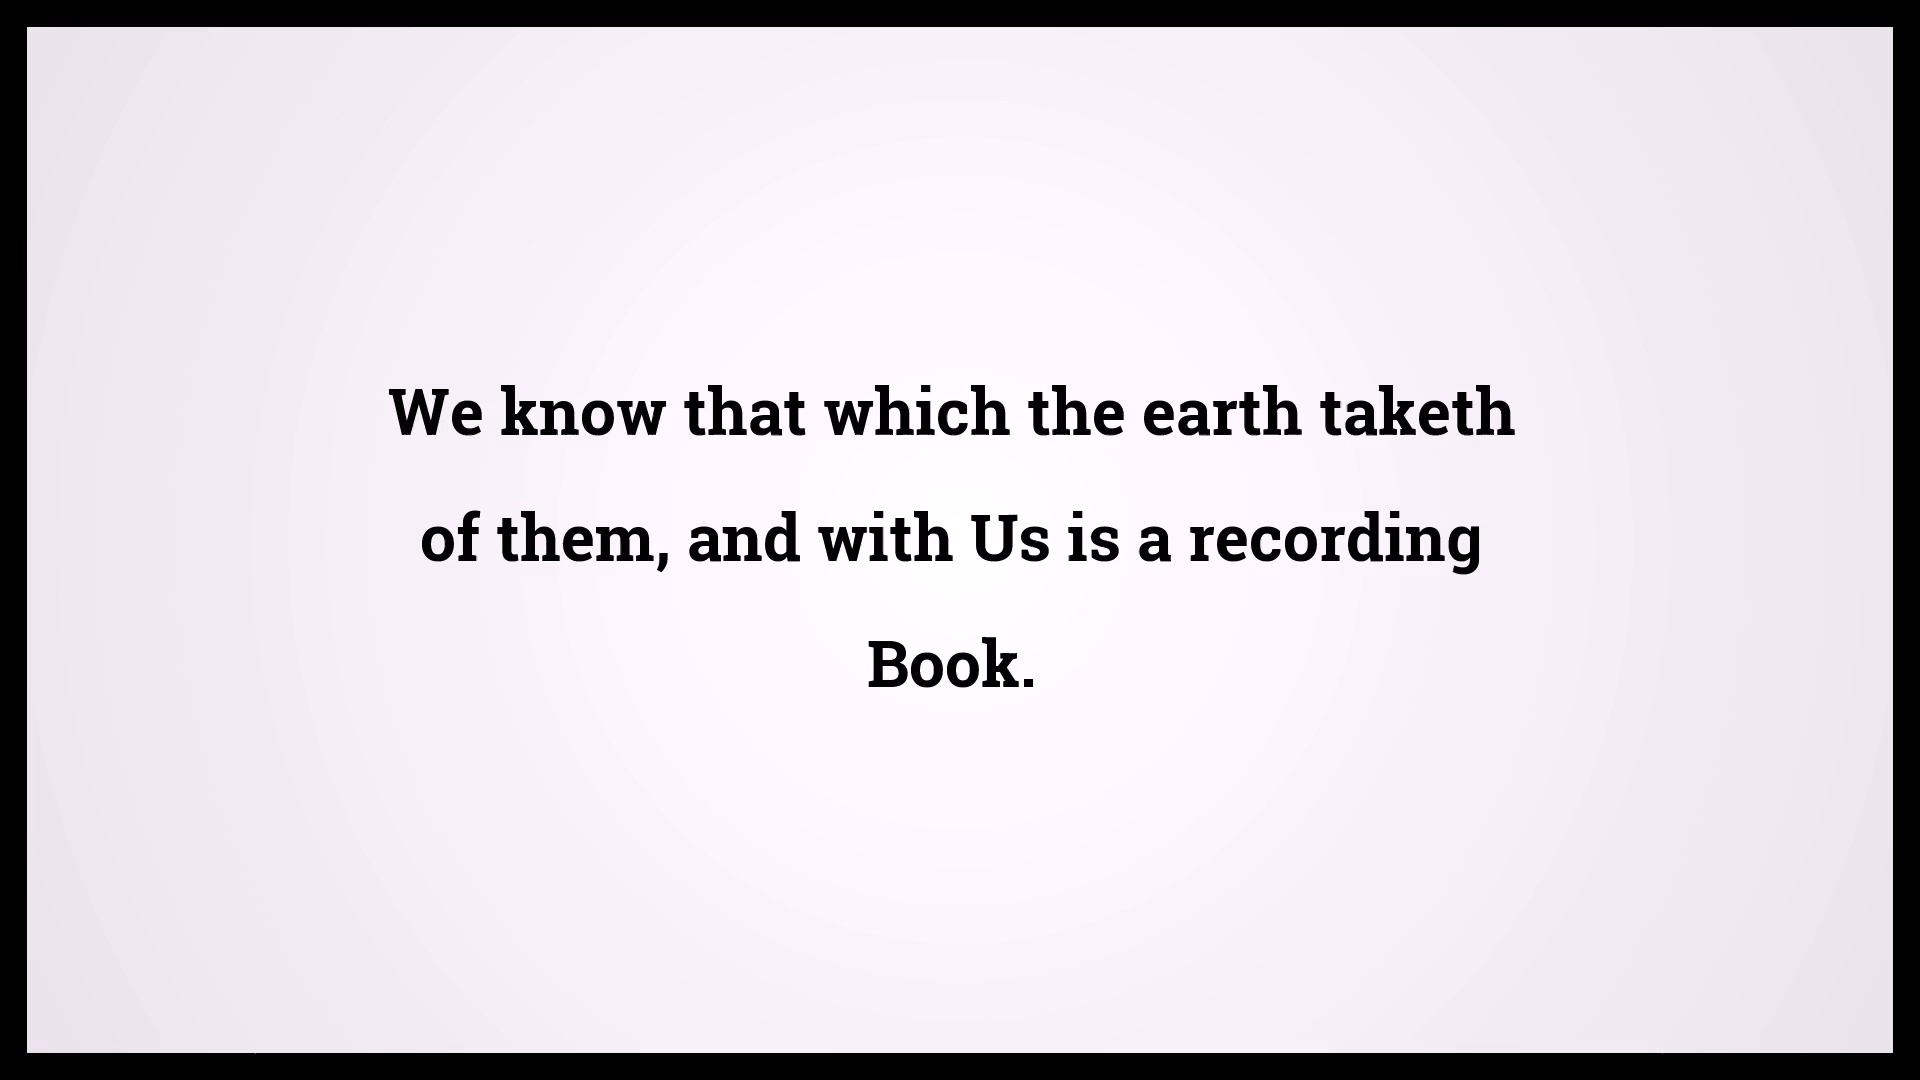 We know that which the earth taketh
of them, and with Us is a recording
Book.